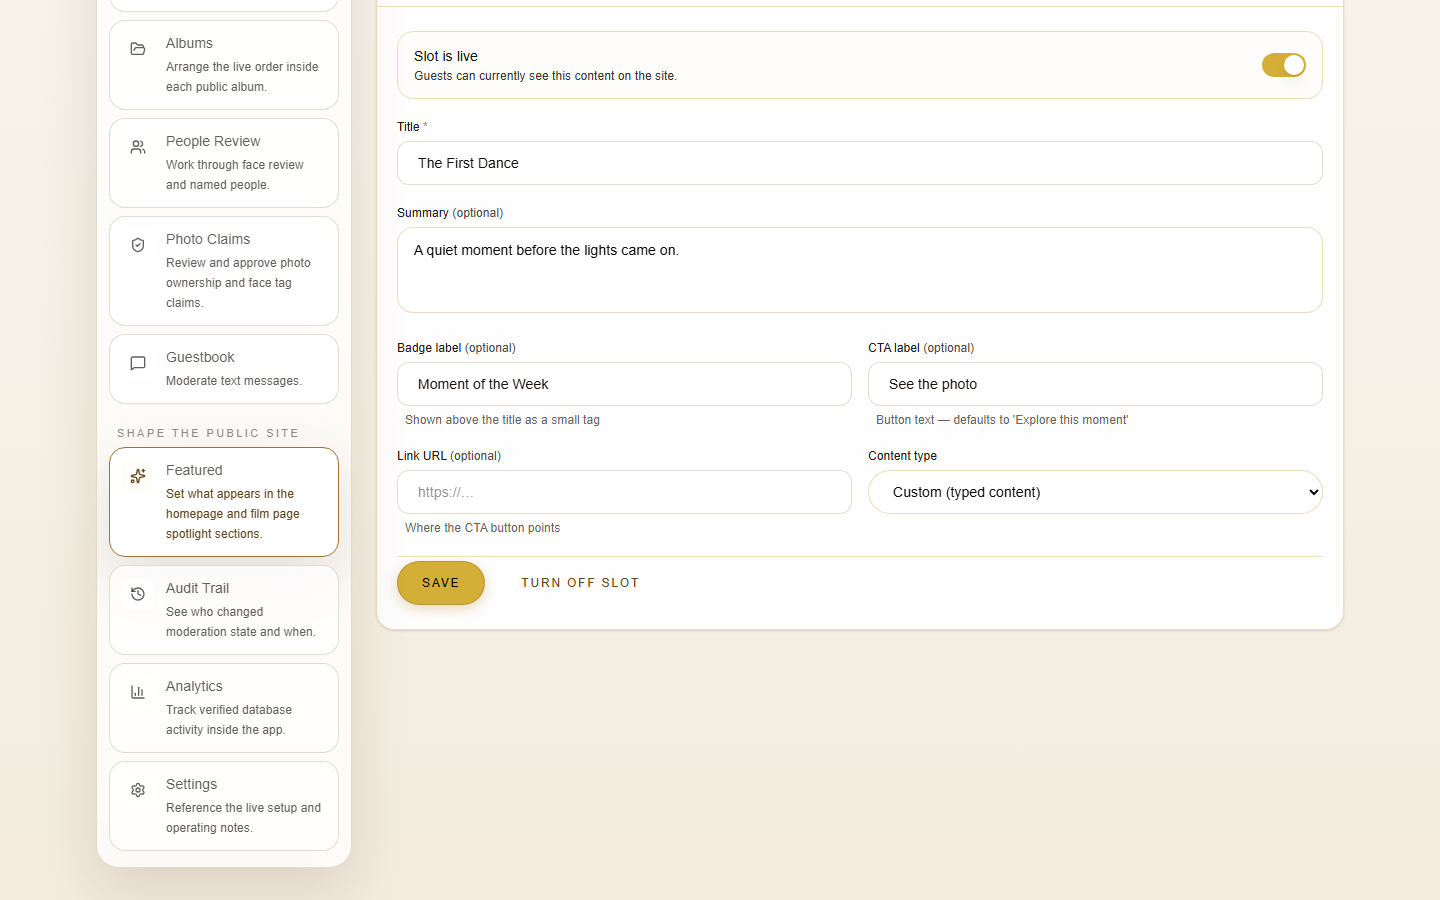 Albums
Arrange the live order inside
each public album.
People Review
Work through face review
and named people.
Photo Claims
Review and approve photo
ownership and face tag
claims.
Guestbook
Moderate text messages.
SHAPE THE PUBLIC SITE
Featured
Set what appears in the
homepage and film page
spotlight sections.
Audit Trail
See who changed
moderation state and when.
Analytics
Track verified database
activity inside the app.
Settings
Reference the live setup and
operating notes.
Slot is live
Guests can currently see this content on the site.
Title *
The First Dance
Summary (optional)
A quiet moment before the lights came on.
Badge label (optional)
Moment of the Week
Shown above the title as a small tag
CTA label (optional)
See the photo
Button text — defaults to 'Explore this moment'
Link URL (optional)
https://...
Where the CTA button points
Content type
Custom (typed content)
SAVE
TURN OFF SLOT